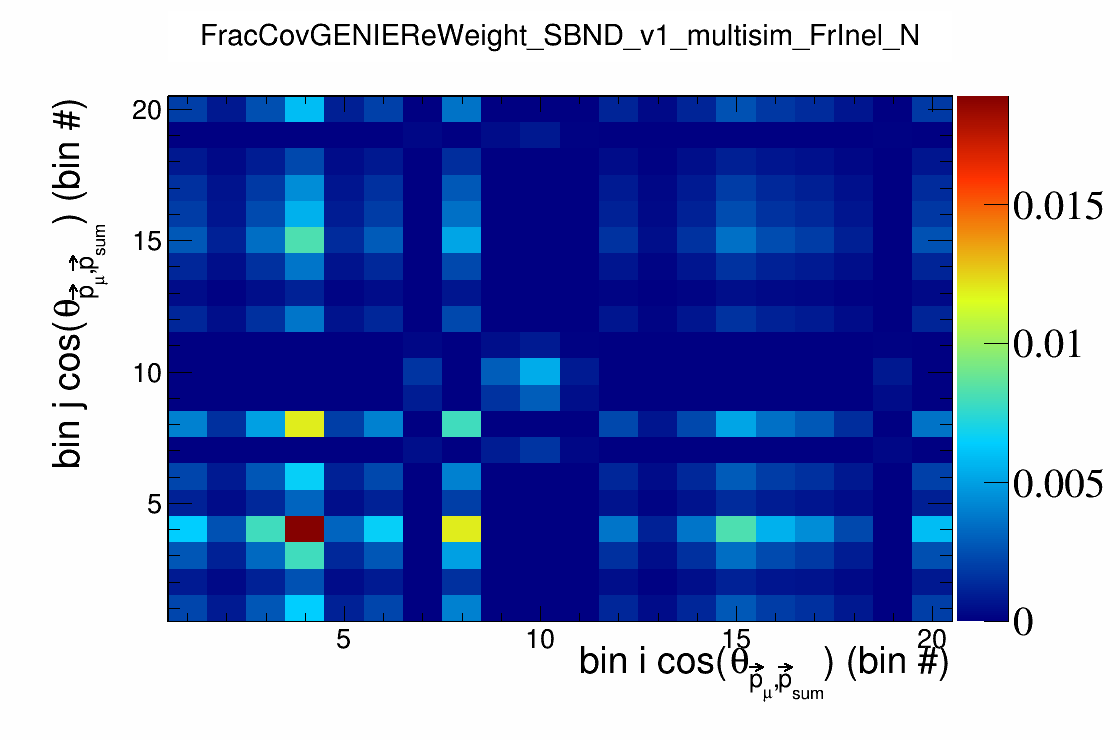 FracCovGENIEReWeight_SBND_v1_multisim_FrInel_N
bin j cos(θ p⃗μ,p⃗sum) (bin #)
20
15
10
5
0.015
0.01
0.005
0
5 10 15 20
bin i cos(θ p⃗μ,p⃗sum) (bin #)